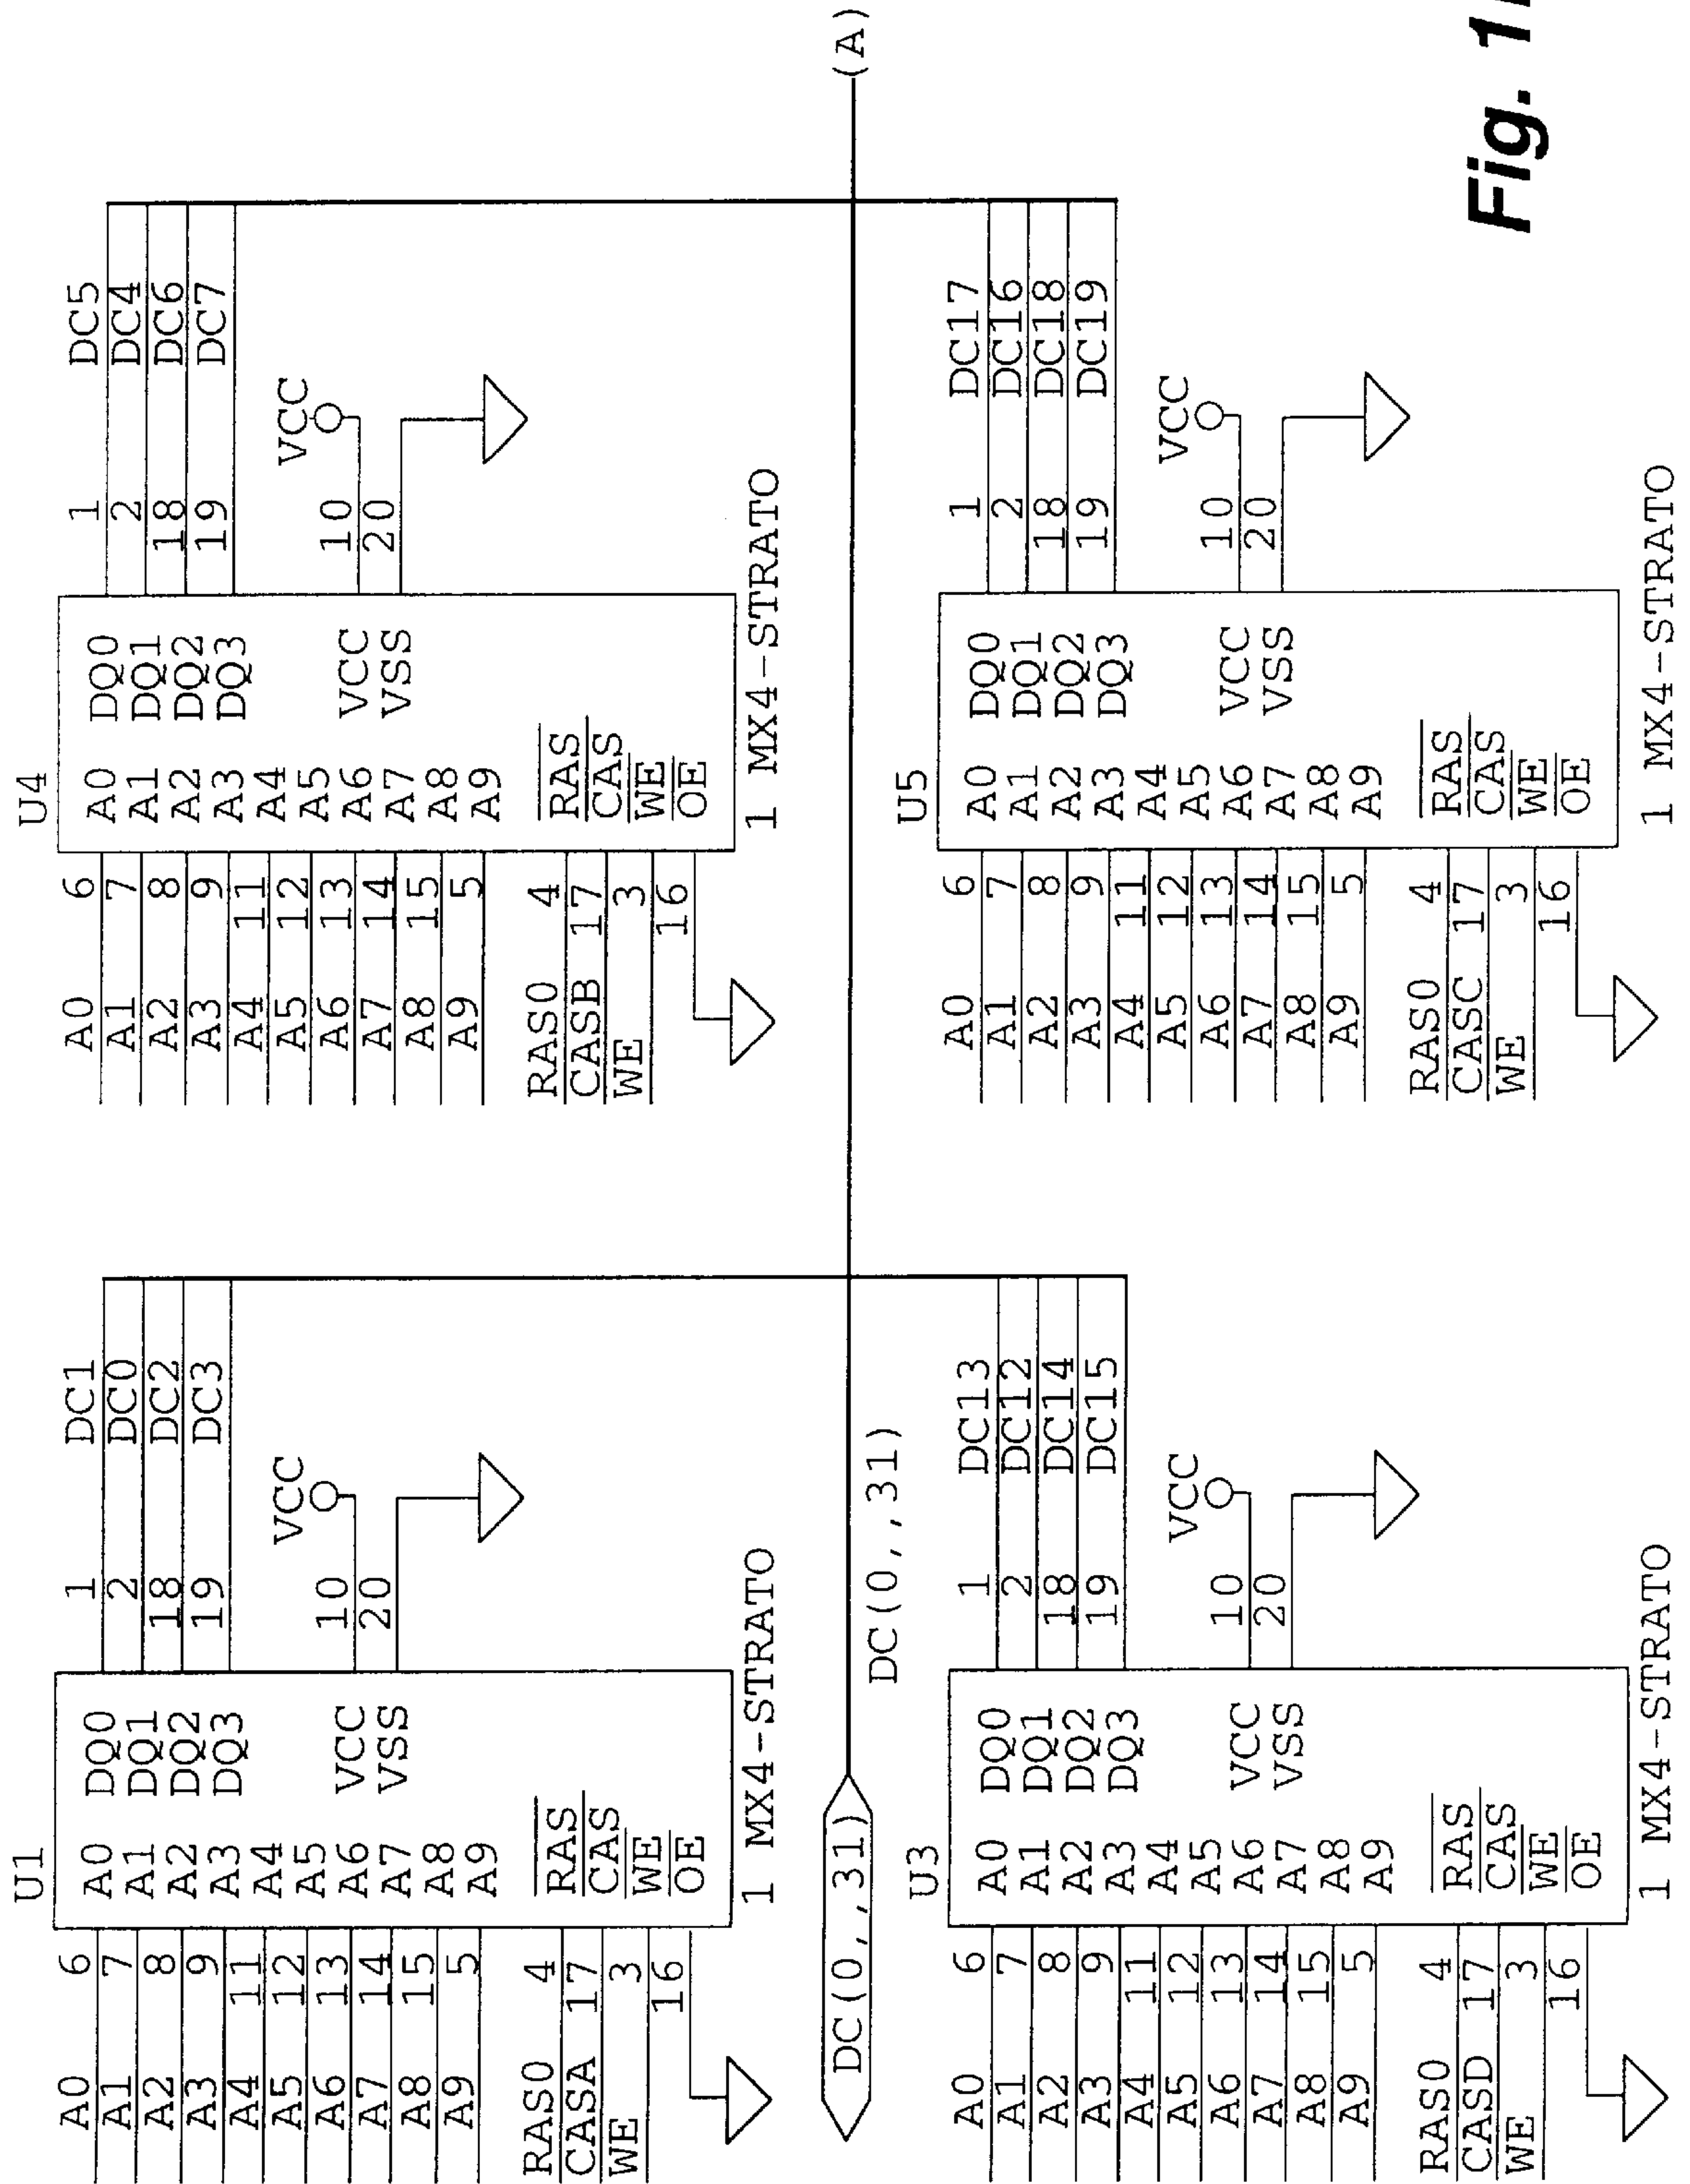 U1
A0 6 A0 DQ0 1 DC1
A1 7 A1 DQ1 2 DC0
A2 8 A2 DQ2 18 DC2
A3 9 A3 DQ3 19 DC3
A4 11 A4
A5 12 A5 VCC
A6 13 A6 VCC 10
A7 14 A7 VSS 20
A8 15 A8
A9 5 A9
RAS0 4 RAS
CASA 17 CAS
WE 3 WE
16 OE
1 MX4-STRATO
U4
A0 6 A0 DQ0 1 DC5
A1 7 A1 DQ1 2 DC4
A2 8 A2 DQ2 18 DC6
A3 9 A3 DQ3 19 DC7
A4 11 A4
A5 12 A5 VCC
A6 13 A6 VCC 10
A7 14 A7 VSS 20
A8 15 A8
A9 5 A9
RAS0 4 RAS
CASB 17 CAS
WE 3 WE
16 OE
1 MX4-STRATO
DC(0,,31)
(A)
DC(0,,31)
U3
A0 6 A0 DQ0 1 DC13
A1 7 A1 DQ1 2 DC12
A2 8 A2 DQ2 18 DC14
A3 9 A3 DQ3 19 DC15
A4 11 A4
A5 12 A5 VCC
A6 13 A6 VCC 10
A7 14 A7 VSS 20
A8 15 A8
A9 5 A9
RAS0 4 RAS
CASD 17 CAS
WE 3 WE
16 OE
1 MX4-STRATO
U5
A0 6 A0 DQ0 1 DC17
A1 7 A1 DQ1 2 DC16
A2 8 A2 DQ2 18 DC18
A3 9 A3 DQ3 19 DC19
A4 11 A4
A5 12 A5 VCC
A6 13 A6 VCC 10
A7 14 A7 VSS 20
A8 15 A8
A9 5 A9
RAS0 4 RAS
CASC 17 CAS
WE 3 WE
16 OE
1 MX4-STRATO
Fig.